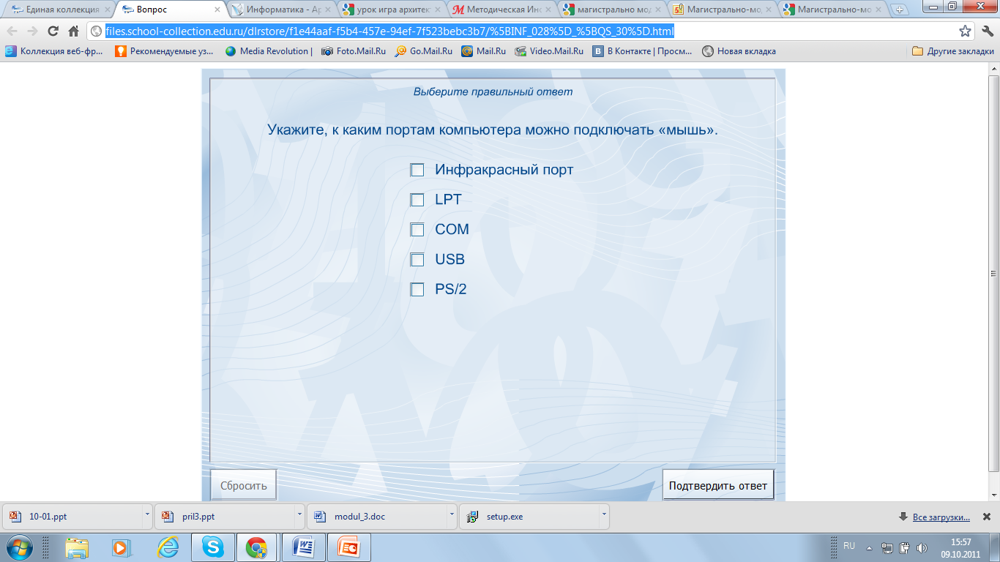 Единая коллекция
Вопрос
Информатика - Ар
урок игра архитек
Методическая Ин
магистрально мод
Магистрально-мо
Магистрально-мо
files.school-collection.edu.ru/dlrstore/f1e44aaf-f5b4-457e-94ef-7f523bebc3b7/%5BINF_028%5D_%5BQS_30%5D.html
Коллекция веб-фр...
Рекомендуемые уз...
Media Revolution |
Foto.Mail.Ru
Go.Mail.Ru
Mail.Ru
Video.Mail.Ru
В Контакте | Просм...
Новая вкладка
Другие закладки
Выберите правильный ответ
Укажите, к каким портам компьютера можно подключать «мышь».
Инфракрасный порт
LPT
COM
USB
PS/2
Сбросить
Подтвердить ответ
10-01.ppt
pril3.ppt
modul_3.doc
setup.exe
Все загрузки...
RU
15:57
09.10.2011